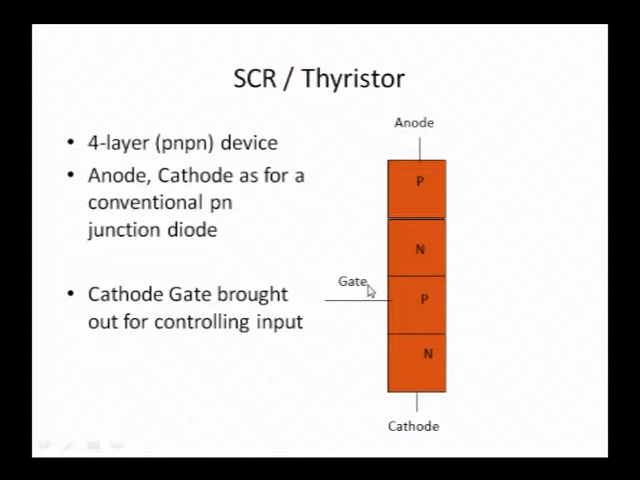 SCR / Thyristor
• 4-layer (pnpn) device
• Anode, Cathode as for a
conventional pn
junction diode
• Cathode Gate brought
out for controlling input
Anode
P
N
Gate
P
N
Cathode